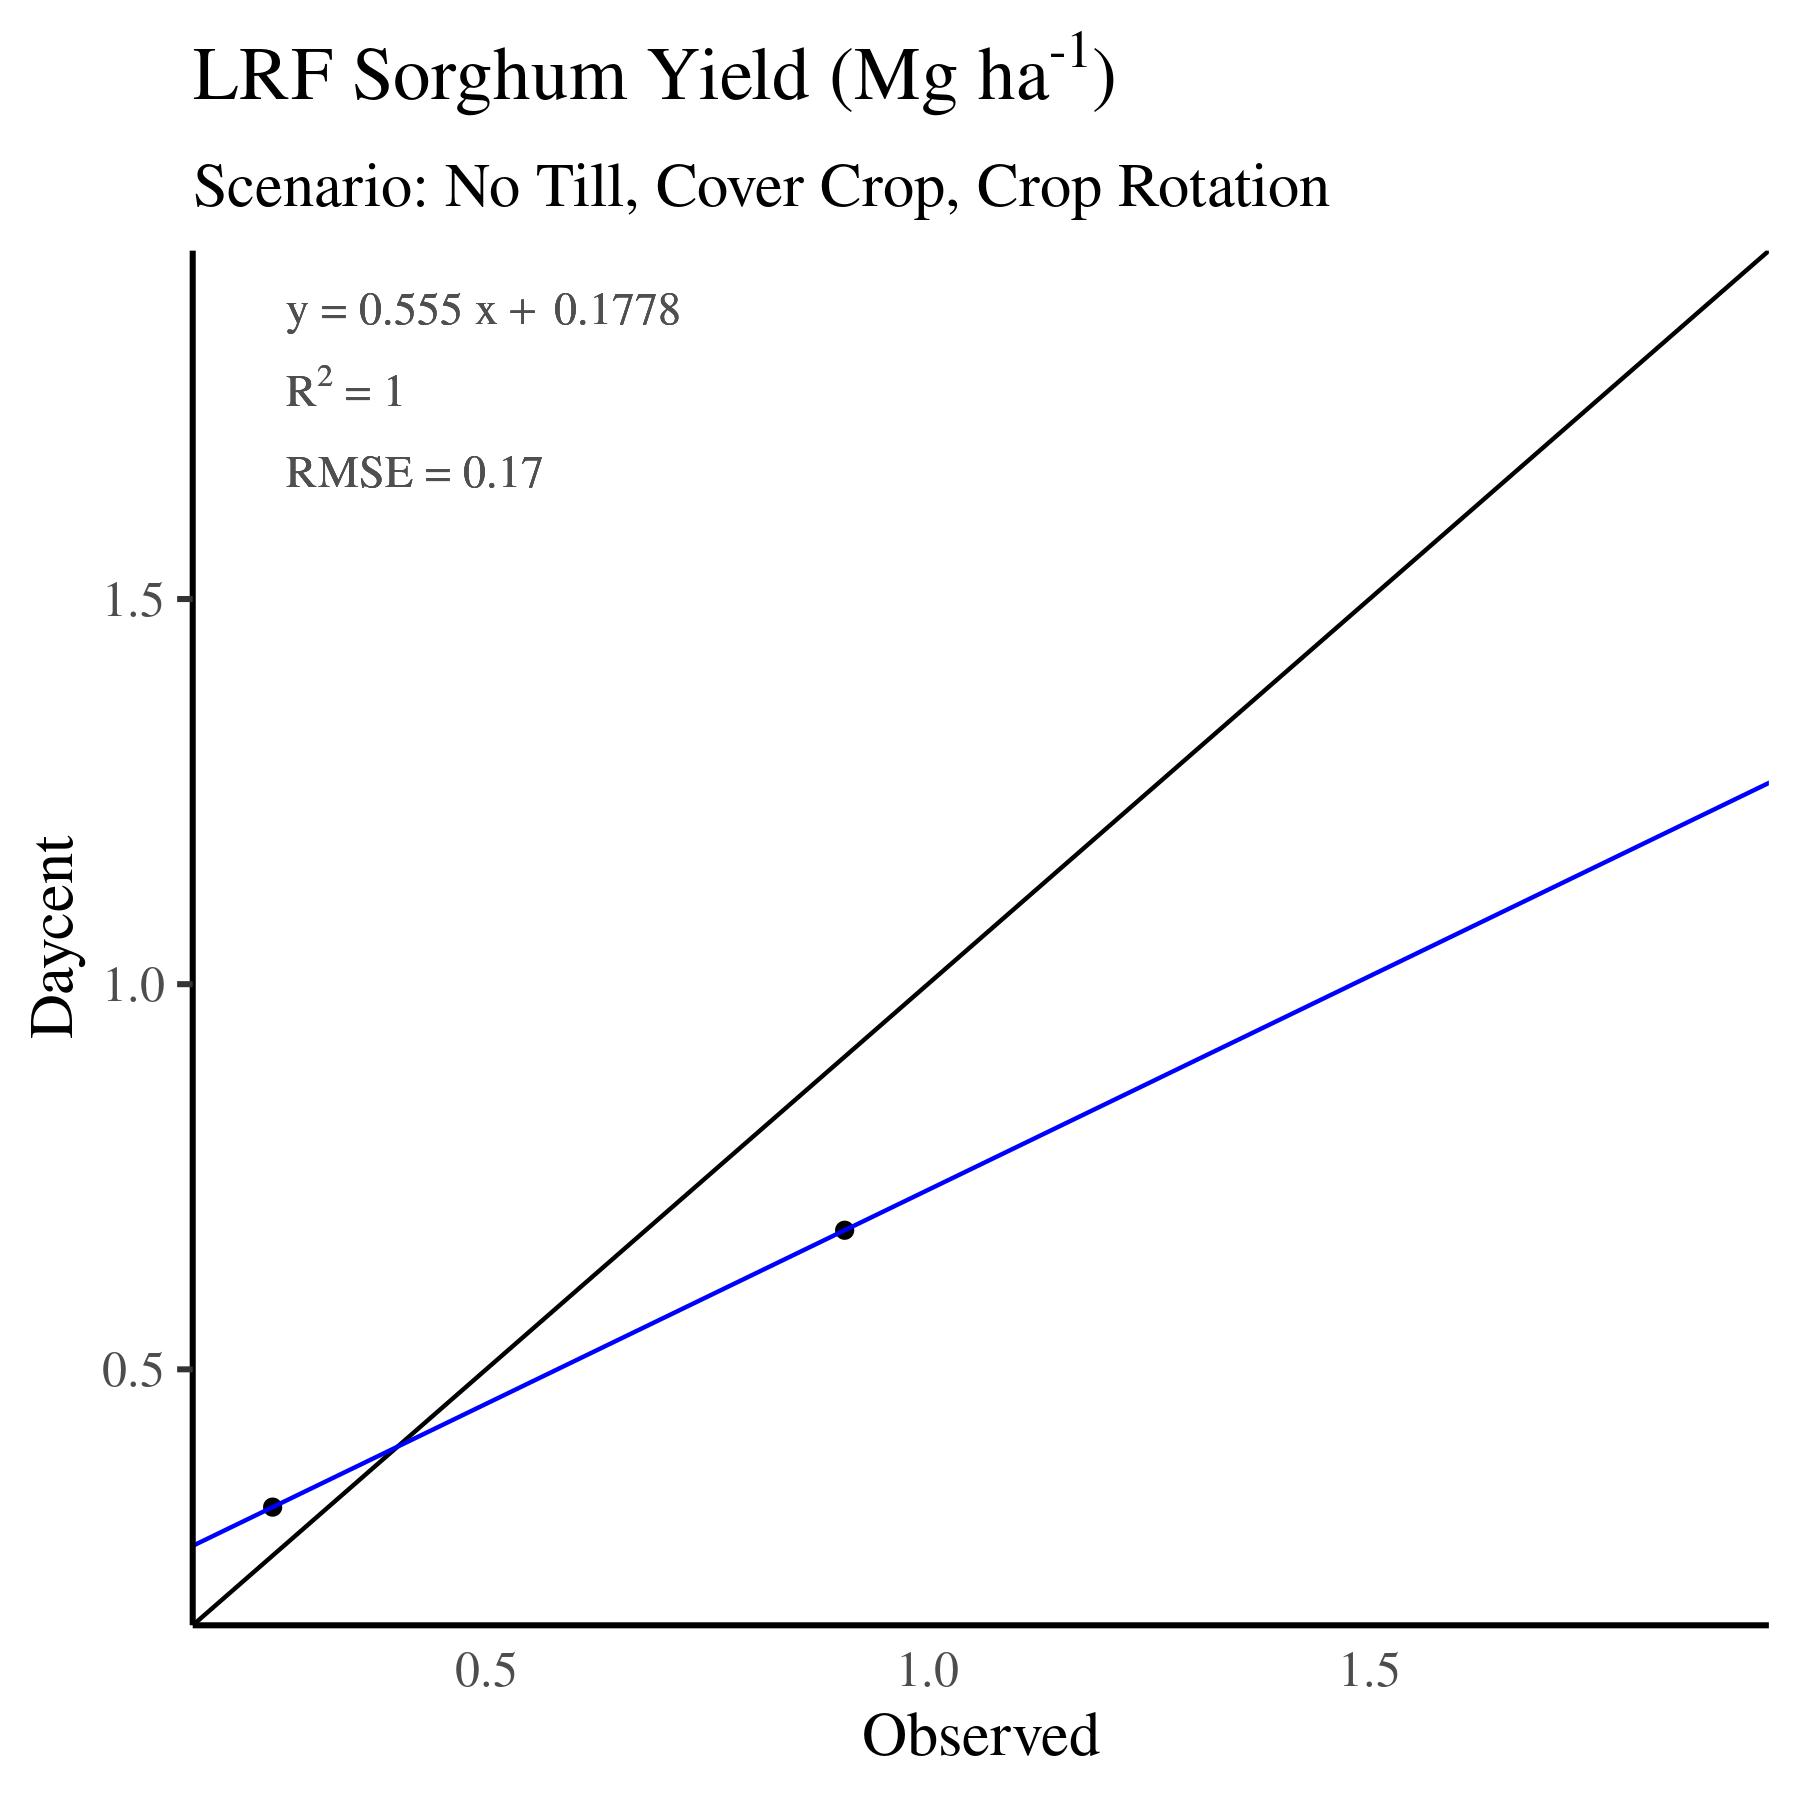 LRF Sorghum Yield (Mg ha⁻¹)
Scenario: No Till, Cover Crop, Crop Rotation
y = 0.555 x + 0.1778
R² = 1
RMSE = 0.17
1.5
1.0
0.5
Daycent
0.5 1.0 1.5
Observed